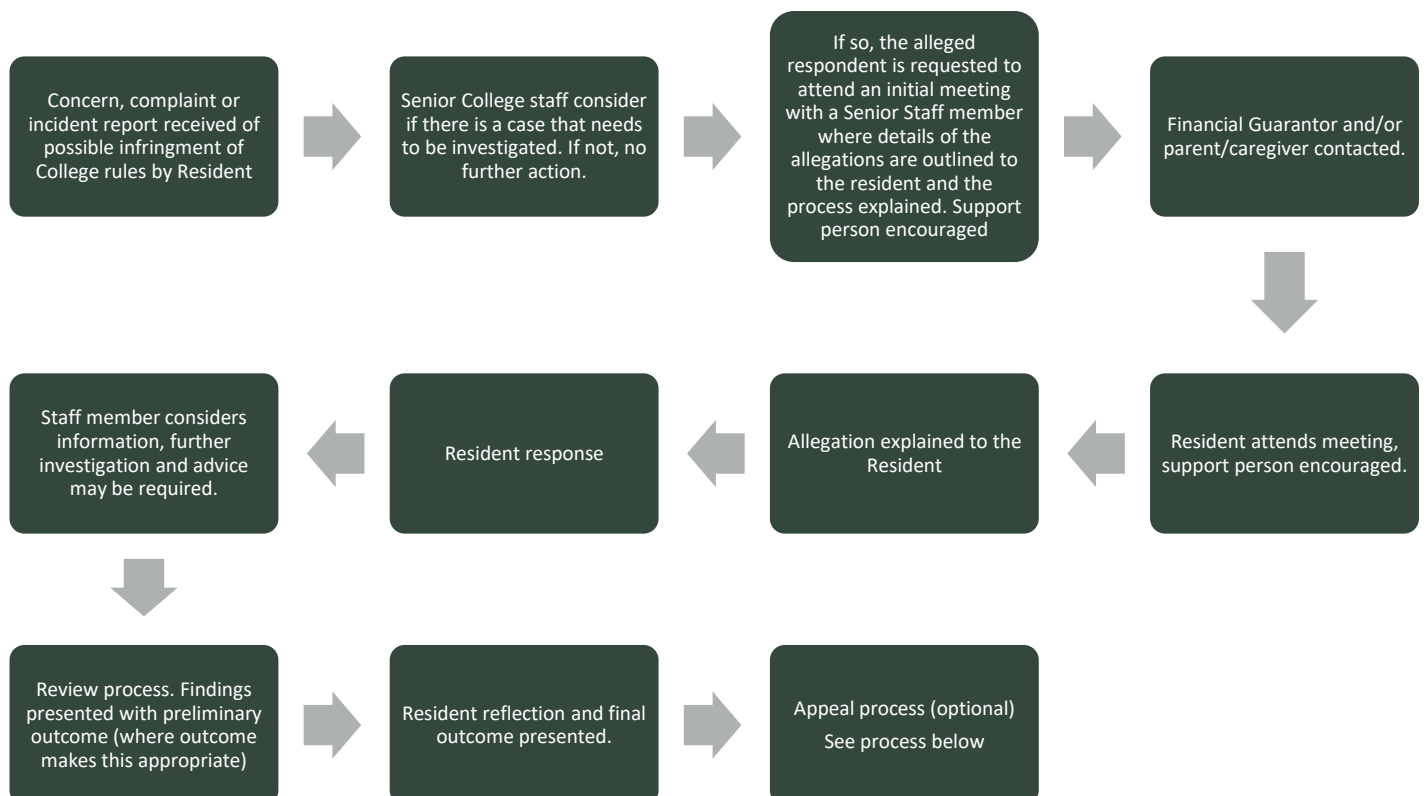 Concern, complaint or
incident report received of
possible infringment of
College rules by Resident
Senior College staff consider
if there is a case that needs
to be investigated. If not, no
further action.
If so, the alleged
respondent is requested to
attend an initial meeting
with a Senior Staff member
where details of the
allegations are outlined to
the resident and the
process explained. Support
person encouraged
Financial Guarantor and/or
parent/caregiver contacted.
Resident attends meeting,
support person encouraged.
Allegation explained to the
Resident
Resident response
Staff member considers
information, further
investigation and advice
may be required.
Review process. Findings
presented with preliminary
outcome (where outcome
makes this appropriate)
Resident reflection and final
outcome presented.
Appeal process (optional)
See process below